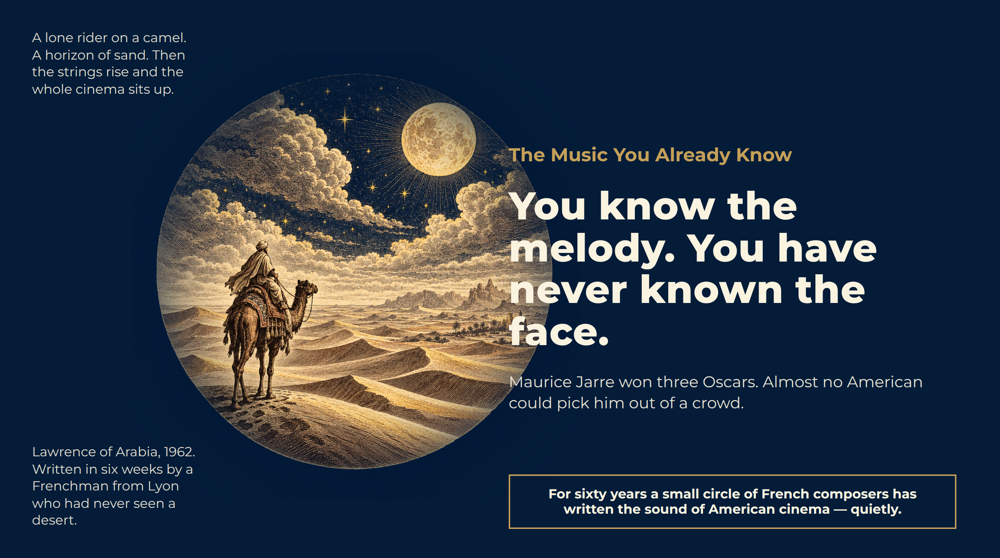 A lone rider on a camel.
A horizon of sand. Then
the strings rise and the
whole cinema sits up.
The Music You Already Know
You know the
melody. You have
never known the
face.
Maurice Jarre won three Oscars. Almost no American
could pick him out of a crowd.
Lawrence of Arabia, 1962.
Written in six weeks by a
Frenchman from Lyon
who had never seen a
desert.
For sixty years a small circle of French composers has
written the sound of American cinema — quietly.